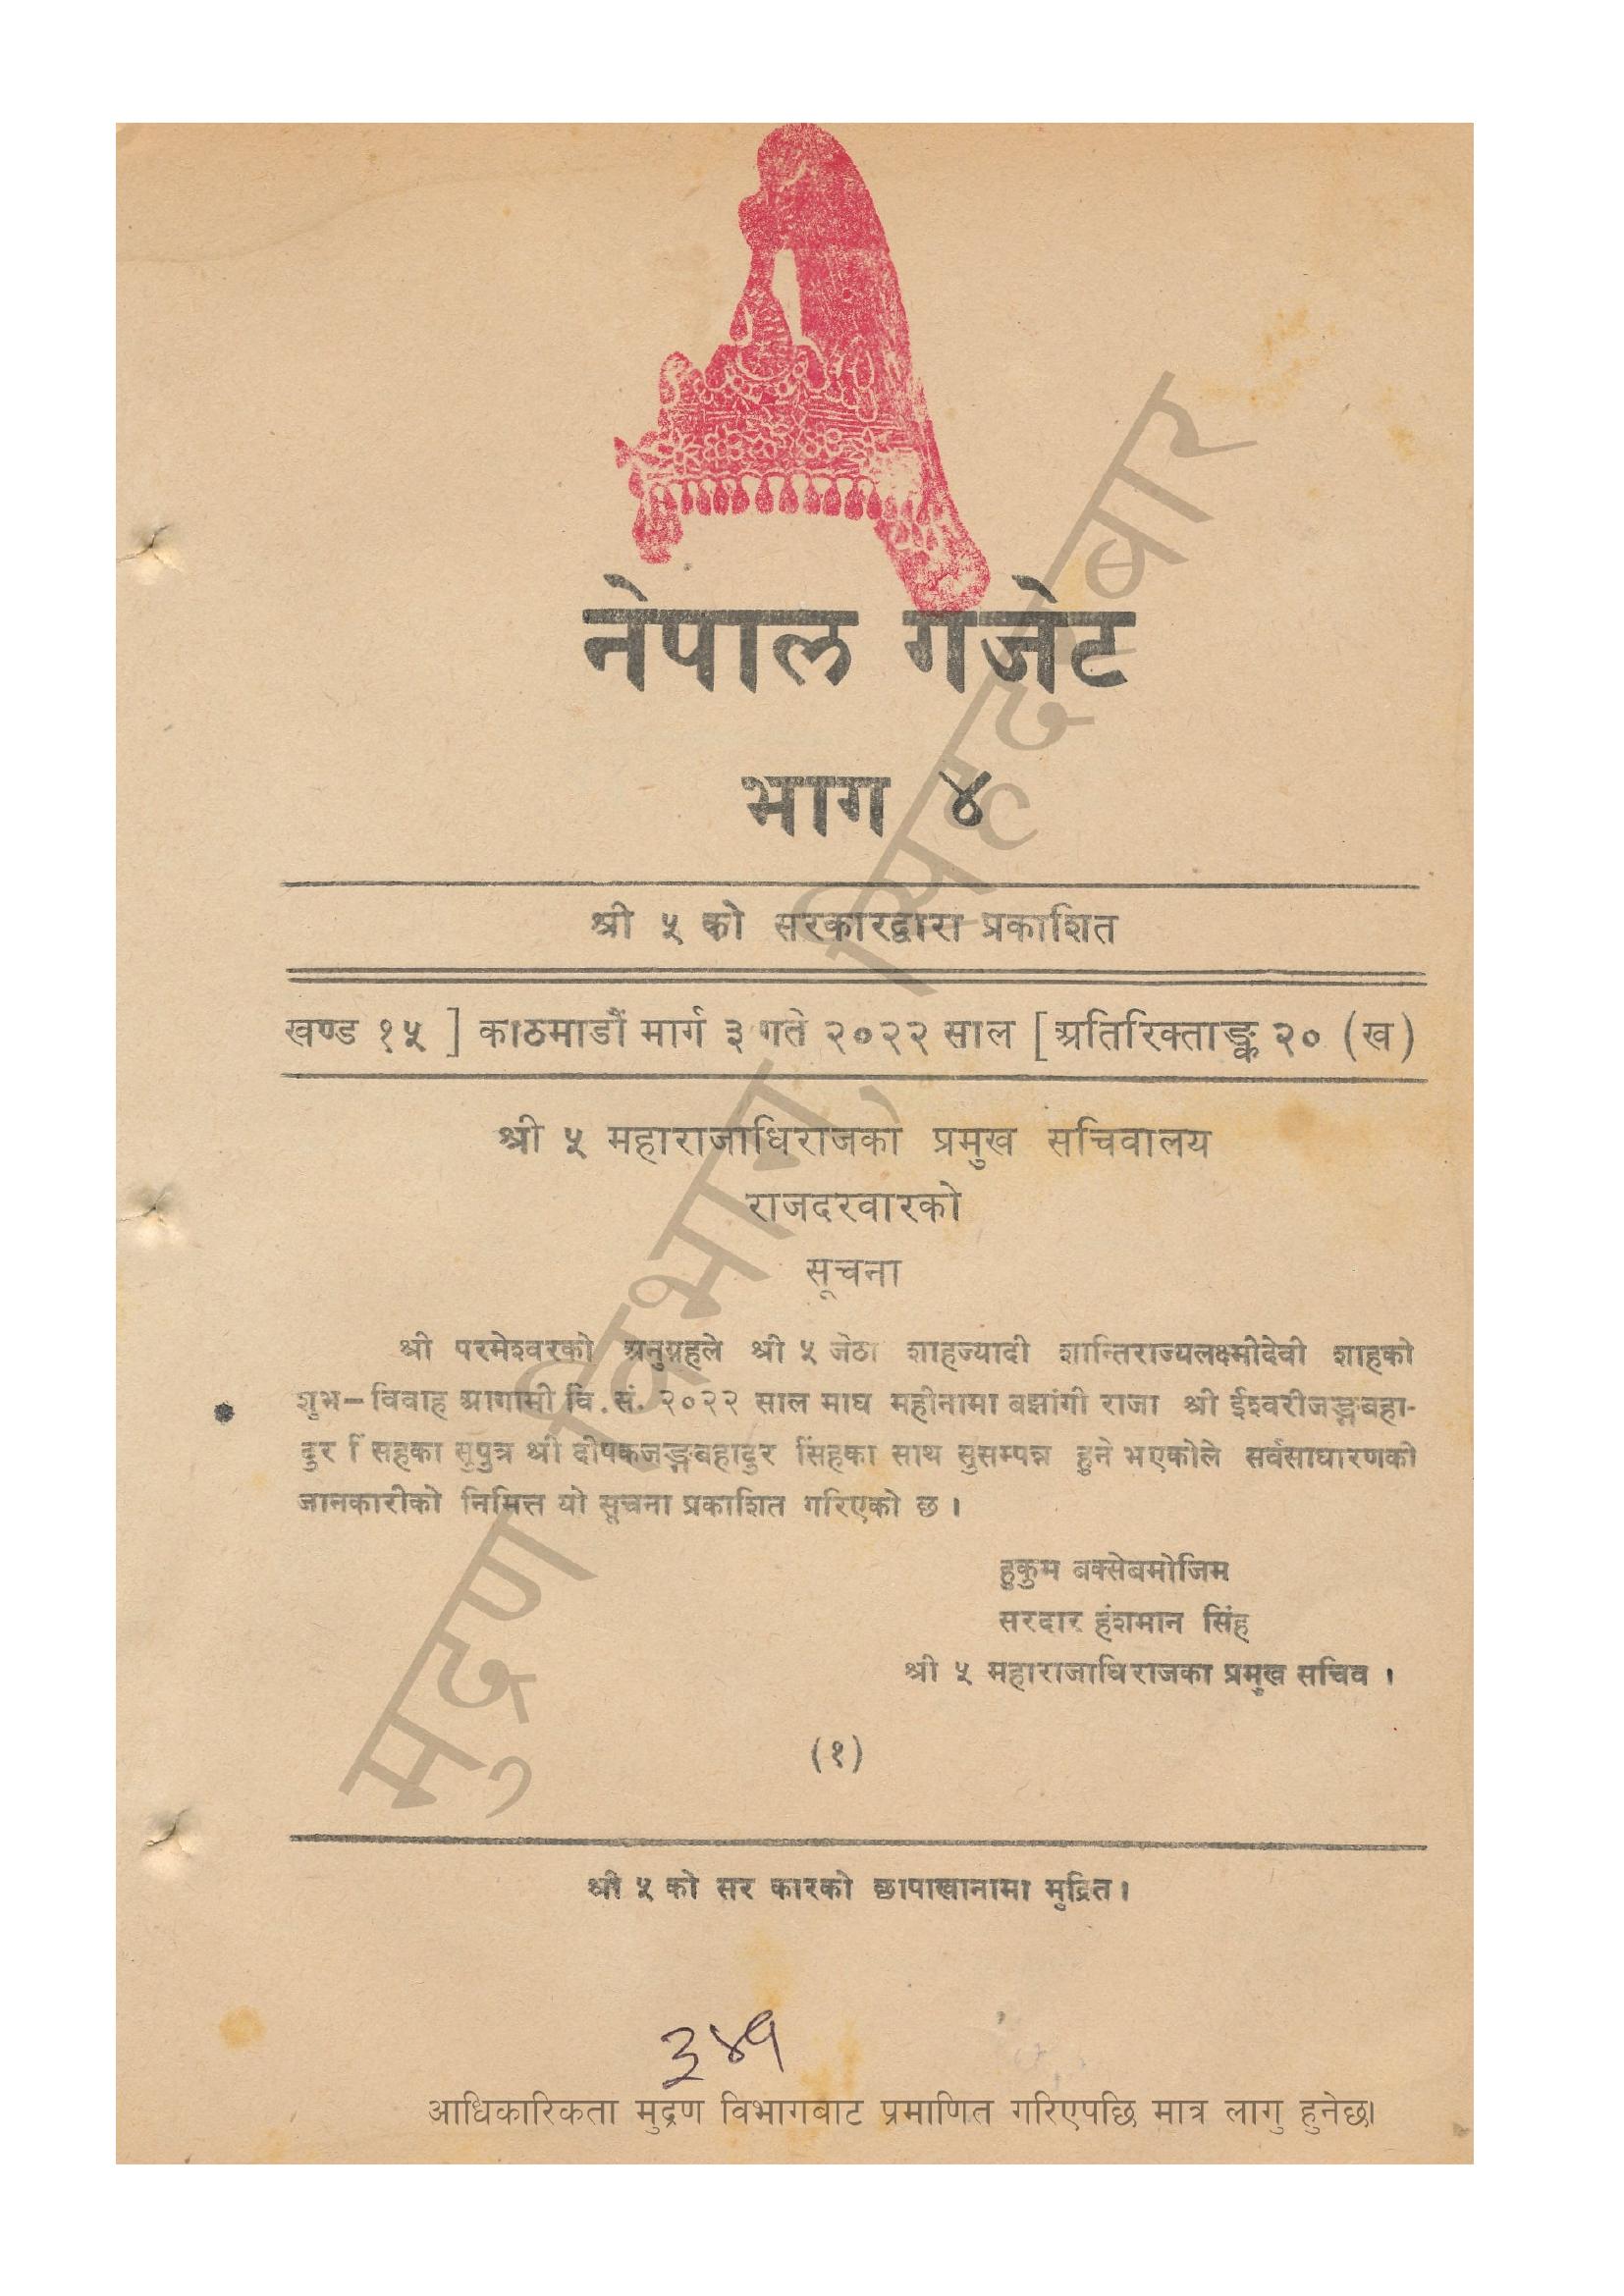 नेपाल गजेट
भाग ४
श्री ५ को सरकारद्वारा प्रकाशित
खण्ड १५ ] काठमाडौं मार्ग ३ गते २०२२ साल [ अतिरिक्ताङ्क २० (ख)
श्री ५ महाराजाधिराजको प्रमुख सचिवालय
राजदरवारको
सूचना
श्री परमेश्वरको अनुग्रहले श्री ५ जेठा शाहज्यादी शान्तिराज्यलक्ष्मीदेवी शाहको
शुभ-विवाह आगामी वि. सं. २०२२ साल माघ महीनामा बझांगी राजा श्री ईश्वरीजङ्गबहा-
दुर सिंहका सुपुत्र श्री दीपकजङ्गबहादुर सिंहका साथ सुसम्पन्न हुने भएकोले सर्वसाधारणको
जानकारीको निमित्त यो सूचना प्रकाशित गरिएको छ ।
हुकुम बक्सेबमोजिम
सरदार हंशमान सिंह
श्री ५ महाराजाधिराजका प्रमुख सचिव ।
(१)
श्री ५ को सर कारको छापाखानामा मुद्रित ।
३४१
आधिकारिकता मुद्रण विभागबाट प्रमाणित गरिएपछि मात्र लागु हुनेछ।
मुद्रण विभाग, सिंहदरवार